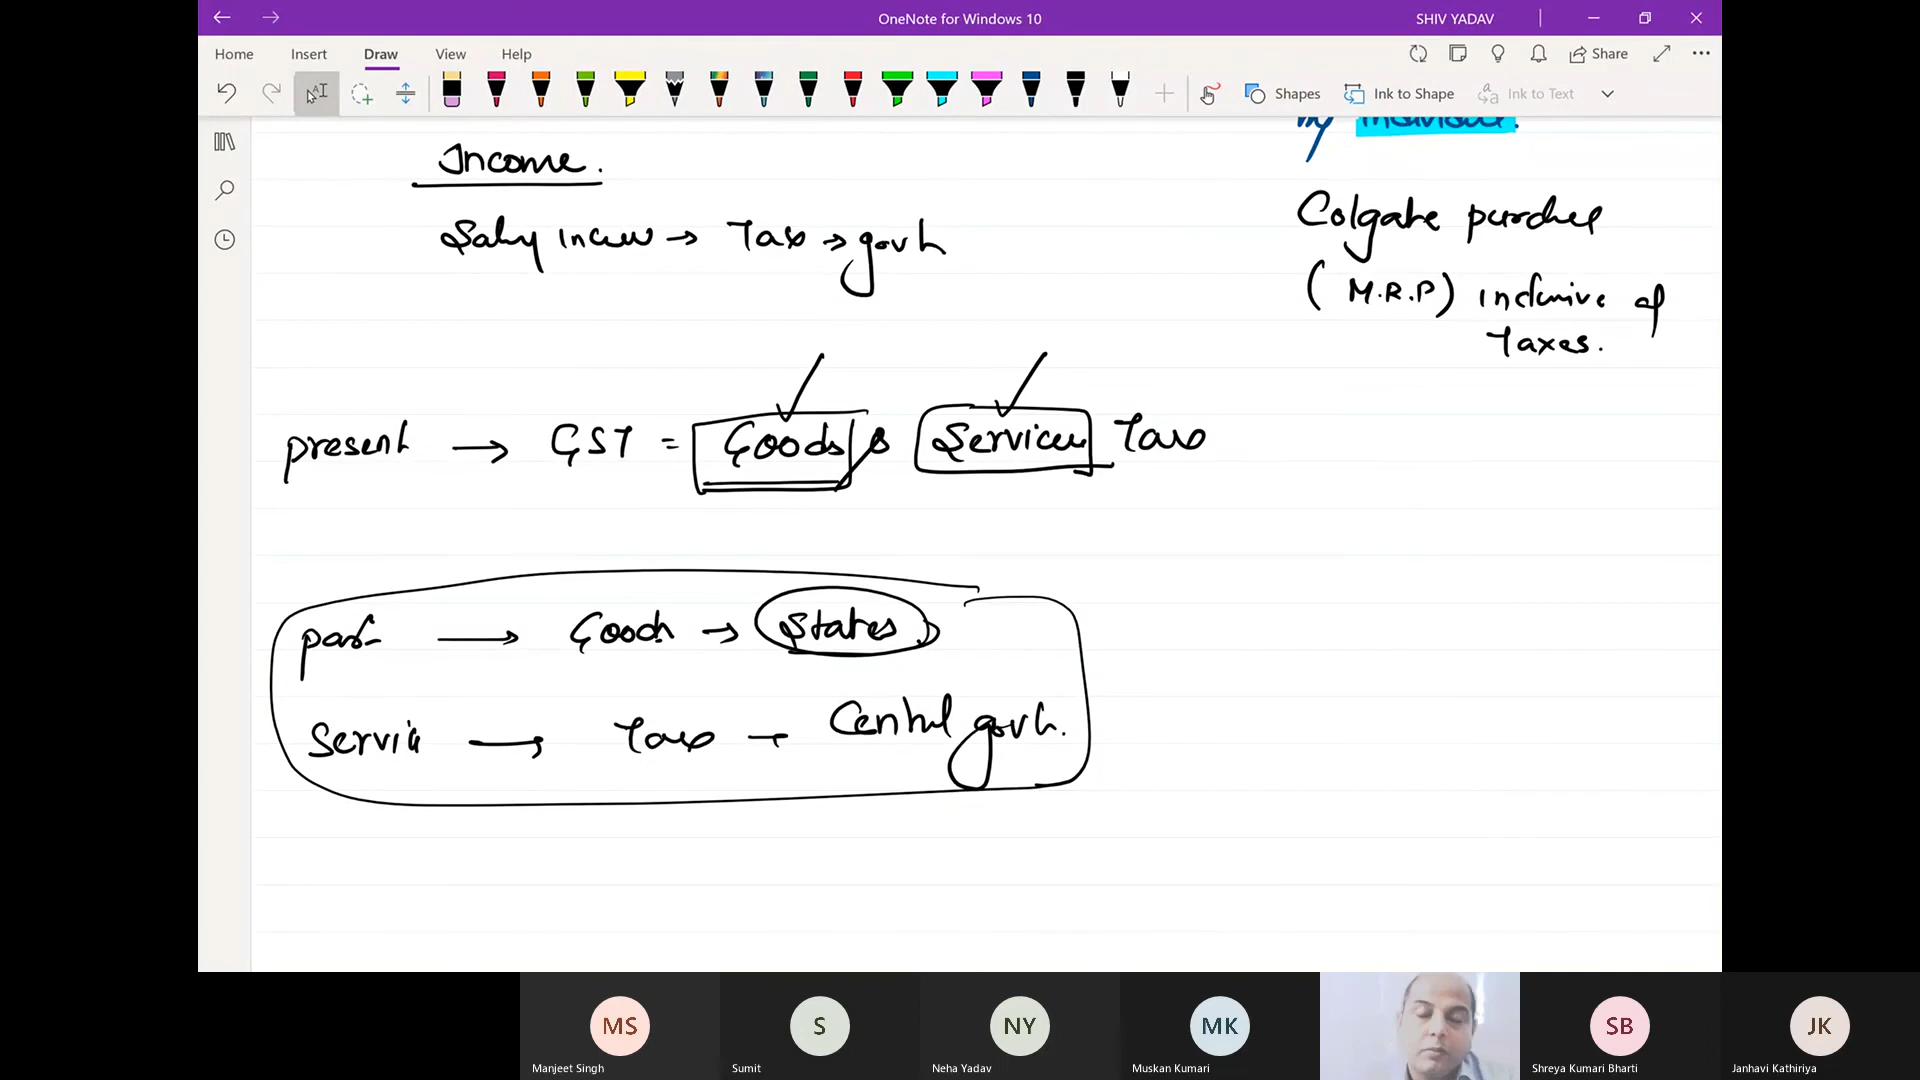 OneNote for Windows 10
SHIV YADAV
Home Insert Draw View Help
Share
Shapes
Ink to Shape
Ink to Text
by Individual.
Income.
Salary income → Tax → govt
Colgate purchase
(M.R.P) inclusive of
Taxes.
present → GST = Goods & Services Tax
past → Goods → States
Service → Tax → Central govt.
MS
S
NY
MK
SB
JK
Manjeet Singh
Sumit
Neha Yadav
Muskan Kumari
Shreya Kumari Bharti
Janhavi Kathiriya